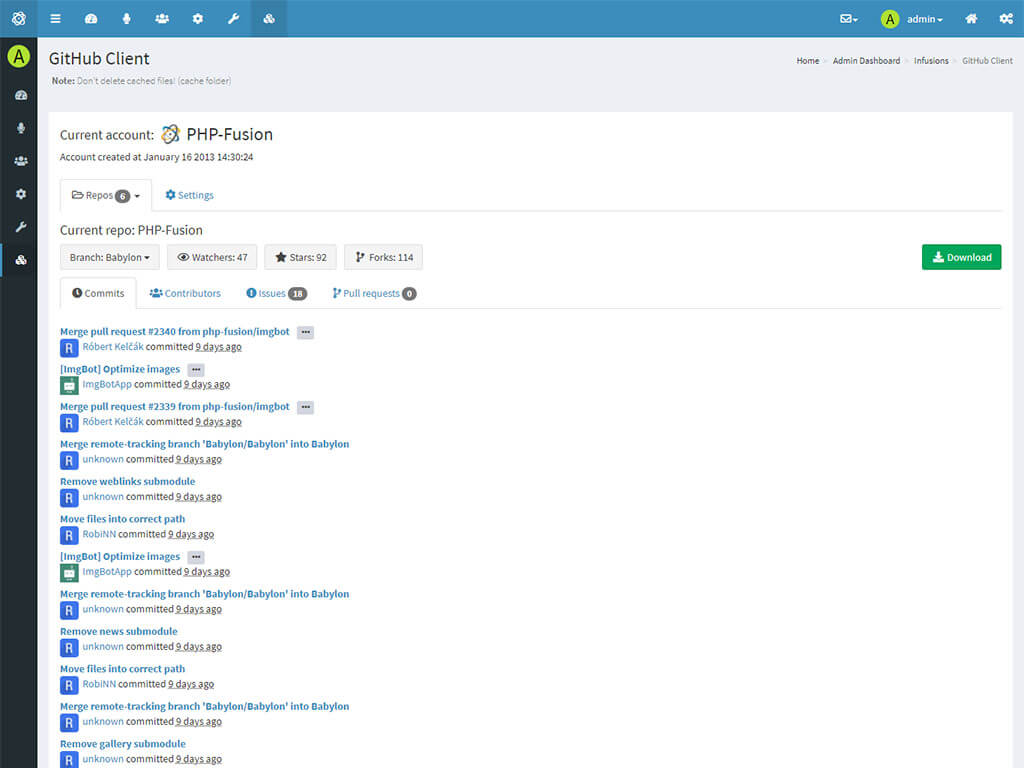 A admin
A
GitHub Client
Home Admin Dashboard Infusions GitHub Client
Note: Don't delete cached files! (cache folder)
Current account: PHP-Fusion
Account created at January 16 2013 14:30:24
Repos 6 Settings
Current repo: PHP-Fusion
Branch: Babylon Watchers: 47 Stars: 92 Forks: 114 Download
Commits Contributors Issues 18 Pull requests 0
Merge pull request #2340 from php-fusion/imgbot ...
R Róbert Kelčák committed 9 days ago
[ImgBot] Optimize images ...
ImgBotApp committed 9 days ago
Merge pull request #2339 from php-fusion/imgbot ...
R Róbert Kelčák committed 9 days ago
Merge remote-tracking branch 'Babylon/Babylon' into Babylon
R unknown committed 9 days ago
Remove weblinks submodule
R unknown committed 9 days ago
Move files into correct path
R RobiNN committed 9 days ago
[ImgBot] Optimize images ...
ImgBotApp committed 9 days ago
Merge remote-tracking branch 'Babylon/Babylon' into Babylon
R unknown committed 9 days ago
Remove news submodule
R unknown committed 9 days ago
Move files into correct path
R RobiNN committed 9 days ago
Merge remote-tracking branch 'Babylon/Babylon' into Babylon
R unknown committed 9 days ago
Remove gallery submodule
R unknown committed 9 days ago